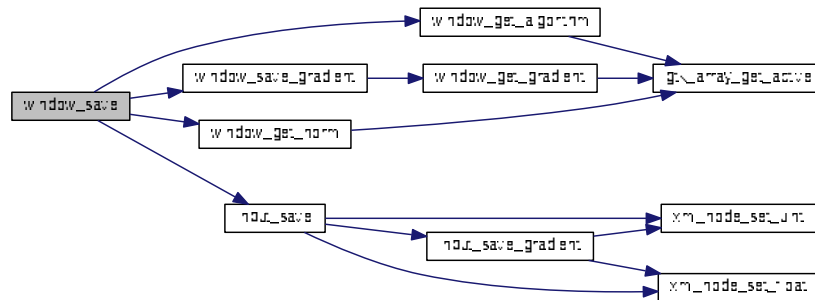 window_get_algorithm
window_save_gradient
window_get_gradient
gtk_array_get_active
window_save
window_get_norm
input_save
xml_node_set_uint
input_save_gradient
xml_node_set_float